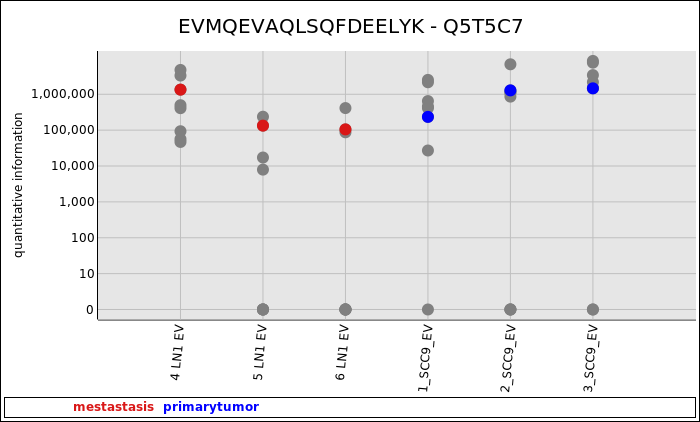 EVMQEVAQLSQFDEELYK - Q5T5C7
quantitative information
1,000,000
100,000
10,000
1,000
100
10
0
4 LN1 EV
5 LN1 EV
6 LN1 EV
1_SCC9_EV
2_SCC9_EV
3_SCC9_EV
mestastasis primarytumor